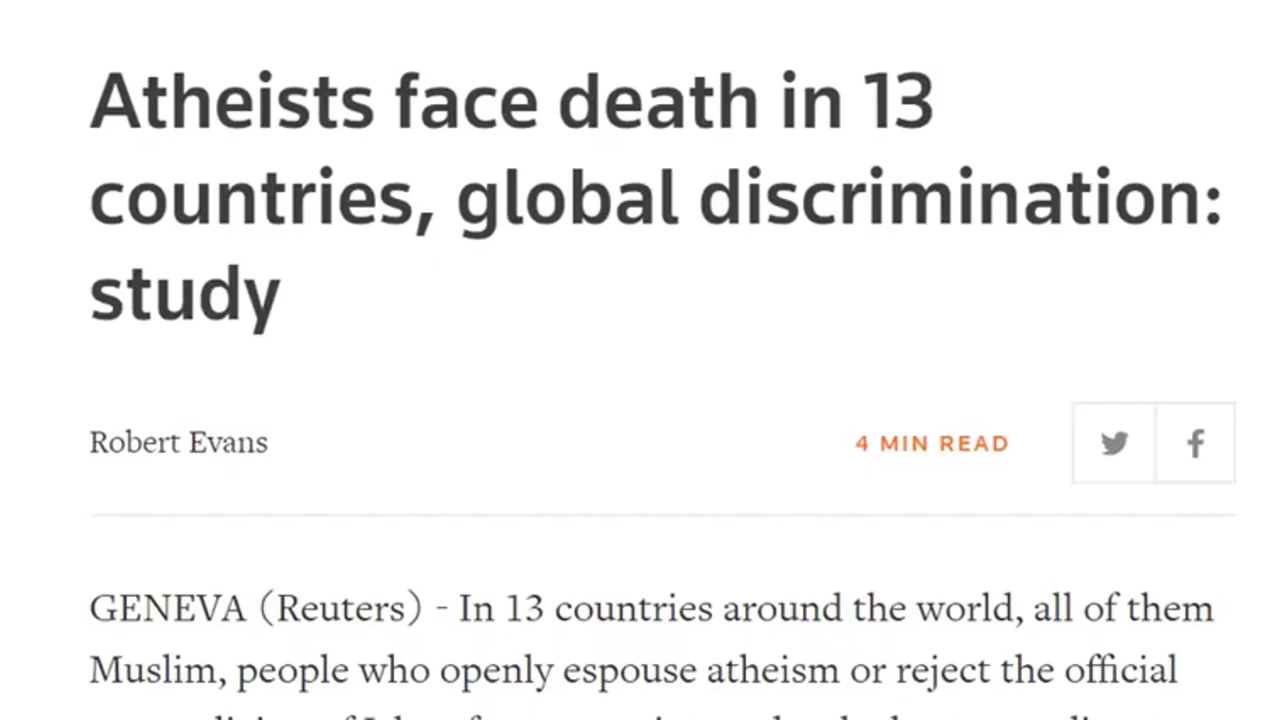 Atheists face death in 13
countries, global discrimination:
study
Robert Evans
4 MIN READ
GENEVA (Reuters) - In 13 countries around the world, all of them
Muslim, people who openly espouse atheism or reject the official